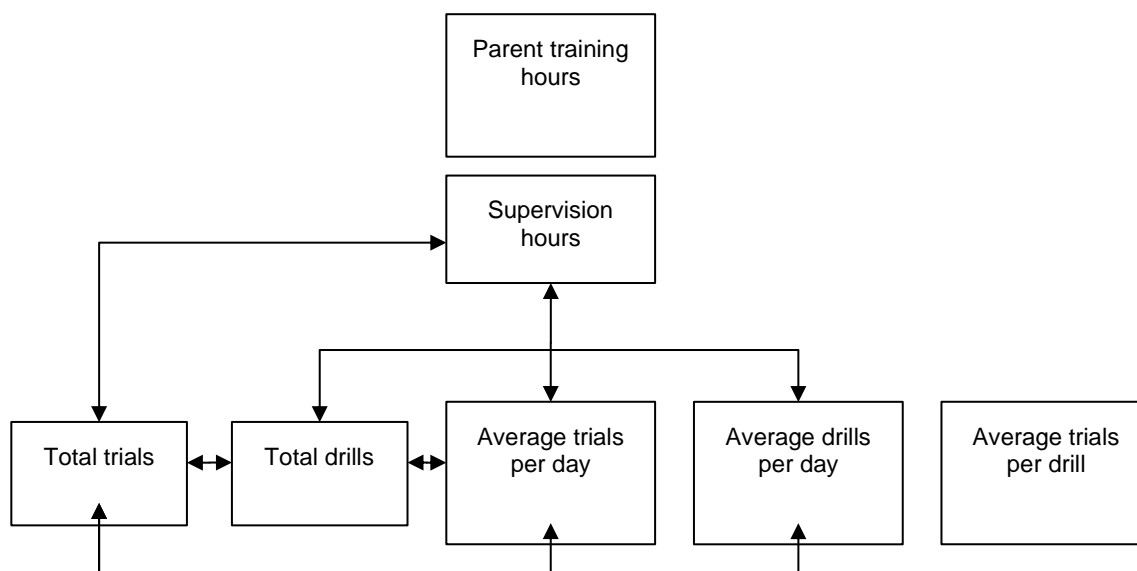 Parent training
hours
Supervision
hours
Total trials
Total drills
Average trials
per day
Average drills
per day
Average trials
per drill